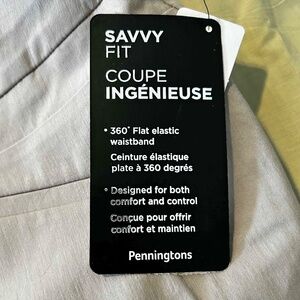 SAVVY
FIT
COUPE
INGÉNIEUSE
• 360° Flat elastic
waistband
Ceinture élastique
plate à 360 degrés
• Designed for both
comfort and control
Conçue pour offrir
confort et maintien
Penningtons